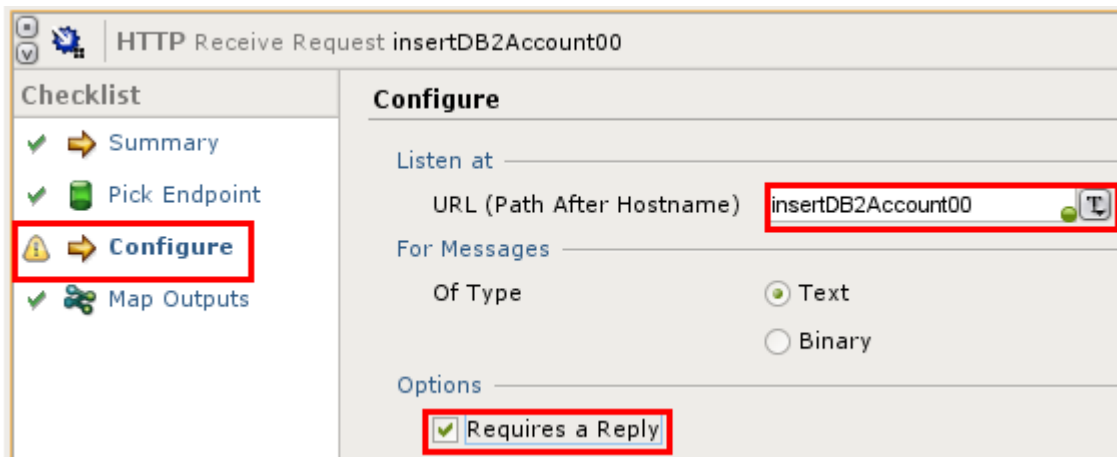 HTTP Receive Request insertDB2Account00
Checklist
Summary
Pick Endpoint
Configure
Map Outputs
Configure
Listen at
URL (Path After Hostname) insertDB2Account00 T
For Messages
Of Type Text
Binary
Options
Requires a Reply